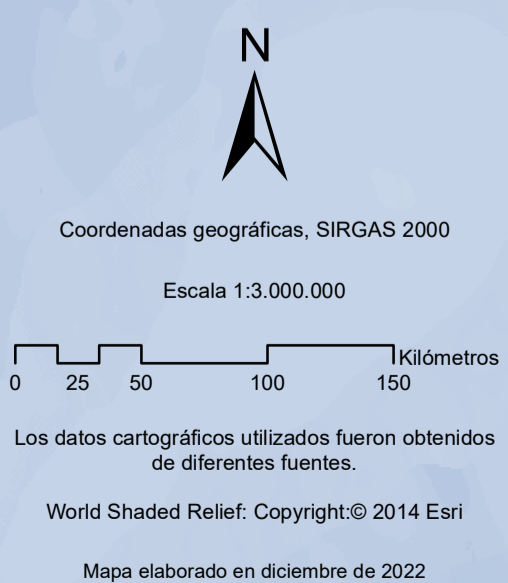 N
Coordenadas geográficas, SIRGAS 2000
Escala 1:3.000.000
Kilómetros
0 25 50 100 150
Los datos cartográficos utilizados fueron obtenidos
de diferentes fuentes.
World Shaded Relief: Copyright:© 2014 Esri
Mapa elaborado en diciembre de 2022